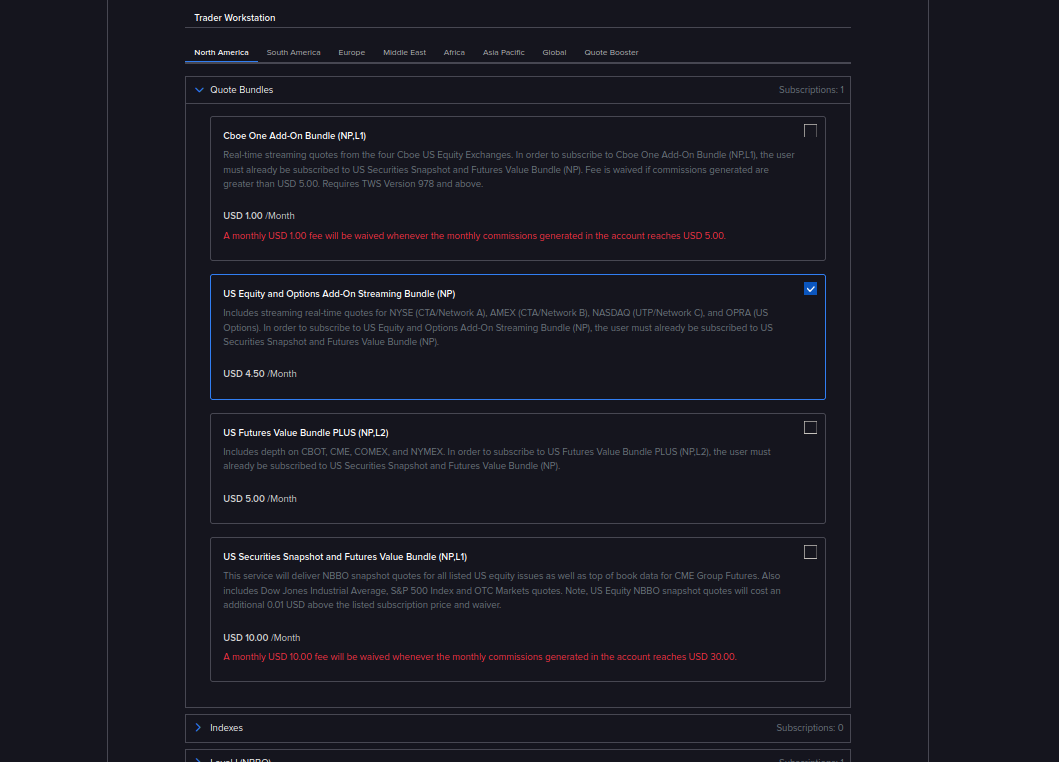 Trader Workstation
North America South America Europe Middle East Africa Asia Pacific Global Quote Booster
Quote Bundles Subscriptions: 1
Cboe One Add-On Bundle (NP,L1)
Real-time streaming quotes from the four Cboe US Equity Exchanges. In order to subscribe to Cboe One Add-On Bundle (NP,L1), the user
must already be subscribed to US Securities Snapshot and Futures Value Bundle (NP). Fee is waived if commissions generated are
greater than USD 5.00. Requires TWS Version 978 and above.
USD 1.00 /Month
A monthly USD 1.00 fee will be waived whenever the monthly commissions generated in the account reaches USD 5.00.
US Equity and Options Add-On Streaming Bundle (NP)
Includes streaming real-time quotes for NYSE (CTA/Network A), AMEX (CTA/Network B), NASDAQ (UTP/Network C), and OPRA (US
Options). In order to subscribe to US Equity and Options Add-On Streaming Bundle (NP), the user must already be subscribed to US
Securities Snapshot and Futures Value Bundle (NP).
USD 4.50 /Month
US Futures Value Bundle PLUS (NP,L2)
Includes depth on CBOT, CME, COMEX, and NYMEX. In order to subscribe to US Futures Value Bundle PLUS (NP,L2), the user must
already be subscribed to US Securities Snapshot and Futures Value Bundle (NP).
USD 5.00 /Month
US Securities Snapshot and Futures Value Bundle (NP,L1)
This service will deliver NBBO snapshot quotes for all listed US equity issues as well as top of book data for CME Group Futures. Also
includes Dow Jones Industrial Average, S&P 500 Index and OTC Markets quotes. Note, US Equity NBBO snapshot quotes will cost an
additional 0.01 USD above the listed subscription price and waiver.
USD 10.00 /Month
A monthly USD 10.00 fee will be waived whenever the monthly commissions generated in the account reaches USD 30.00.
Indexes Subscriptions: 0
Level I (NBBO) Subscriptions: 1